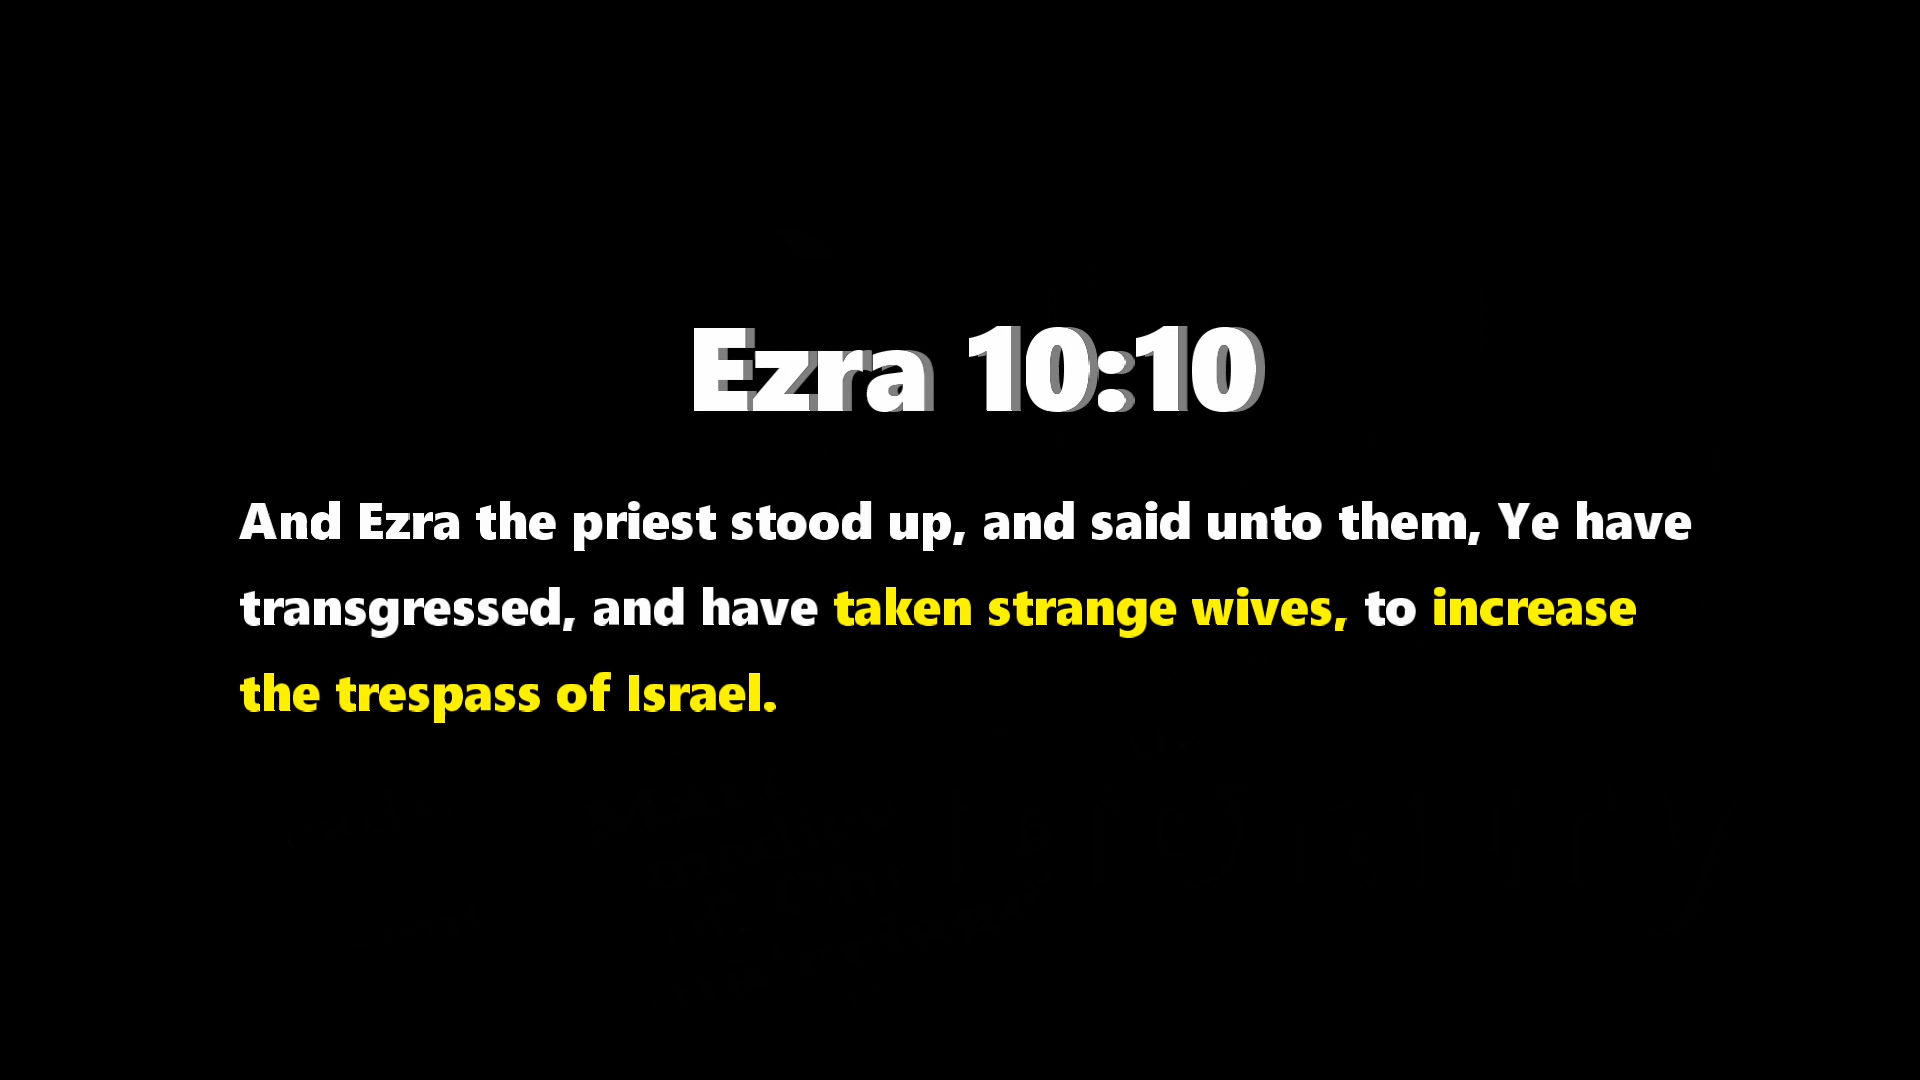 Ezra 10:10
And Ezra the priest stood up, and said unto them, Ye have
transgressed, and have taken strange wives, to increase
the trespass of Israel.